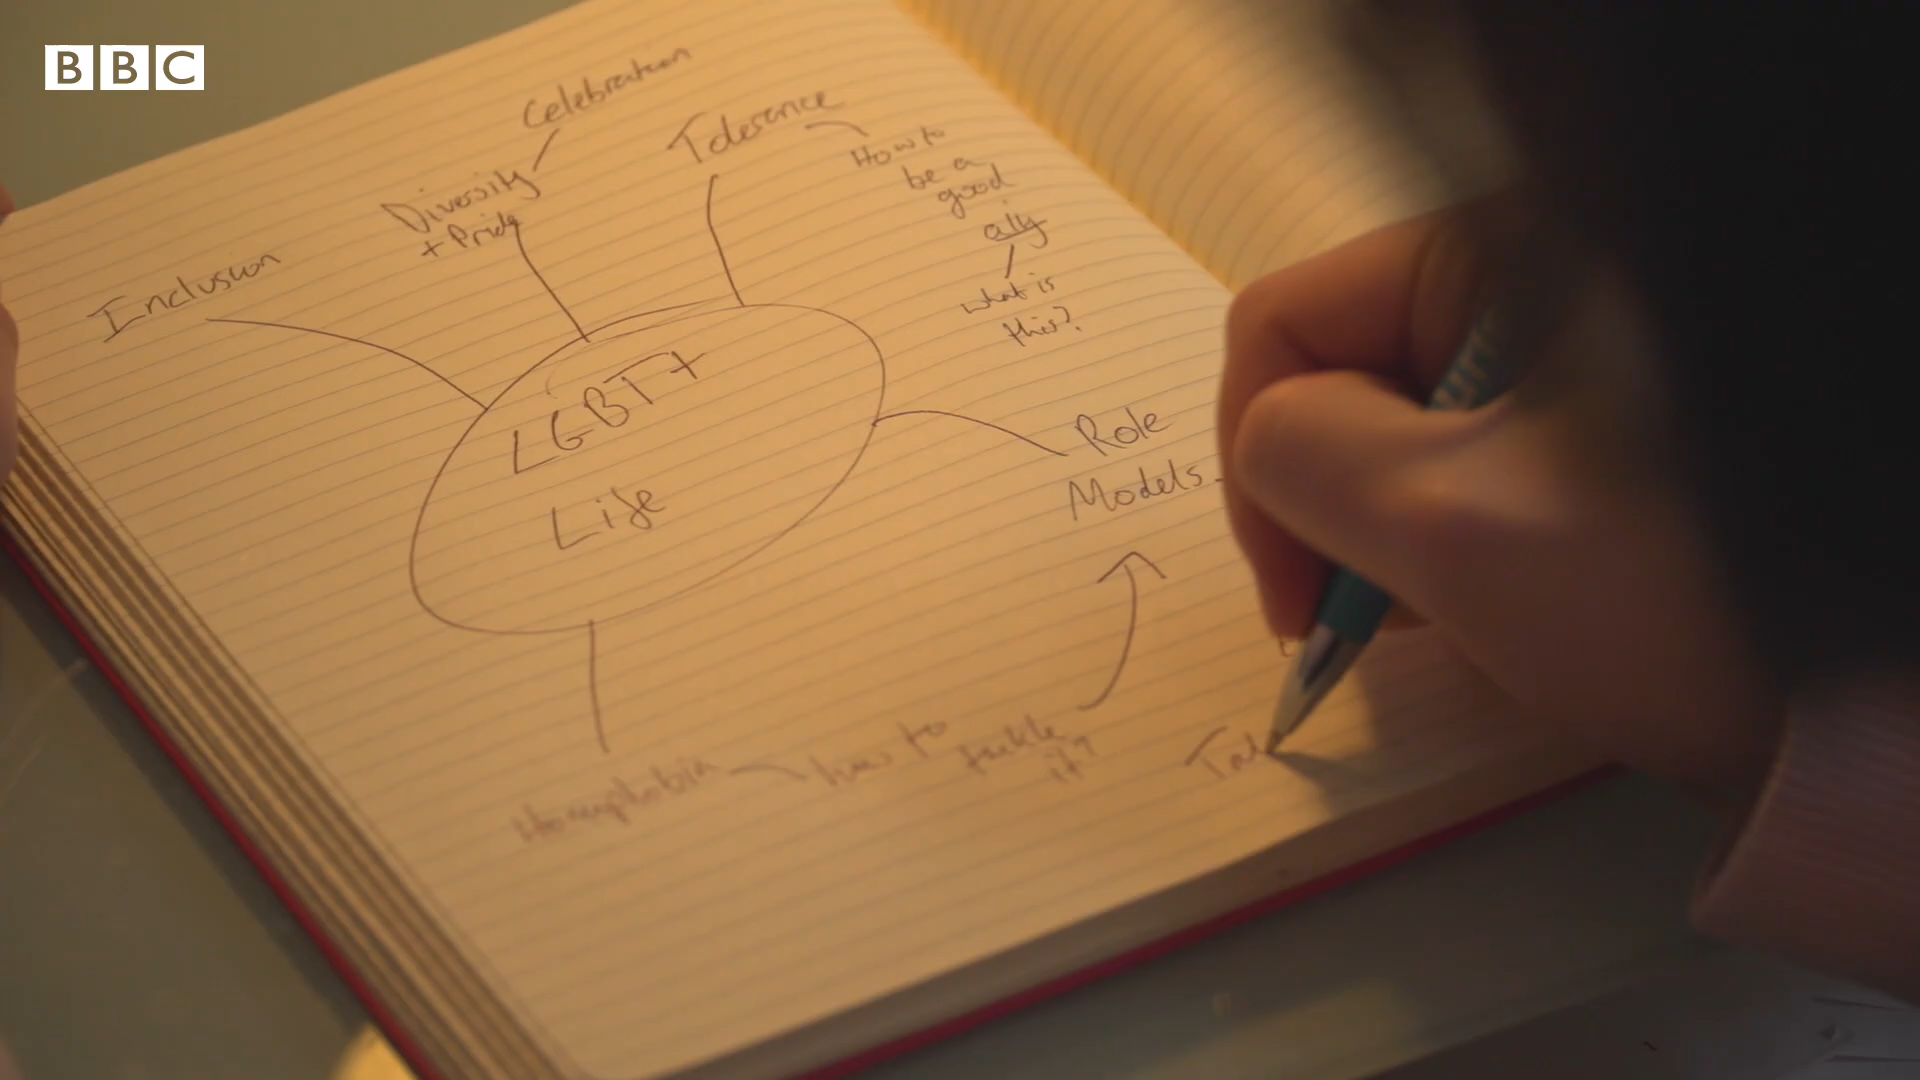 BBC
Celebration
Tolerance
How to
be a
good
ally
what is
this?
Diversity
+ Pride
Inclusion
LGBT+
Life
Role
Models
Homophobia how to tackle
it?